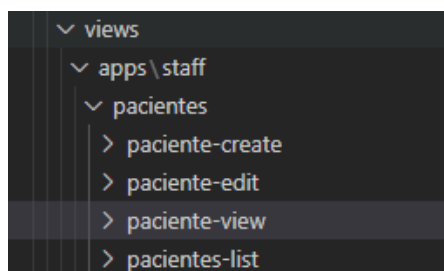 views
apps\staff
pacientes
paciente-create
paciente-edit
paciente-view
pacientes-list